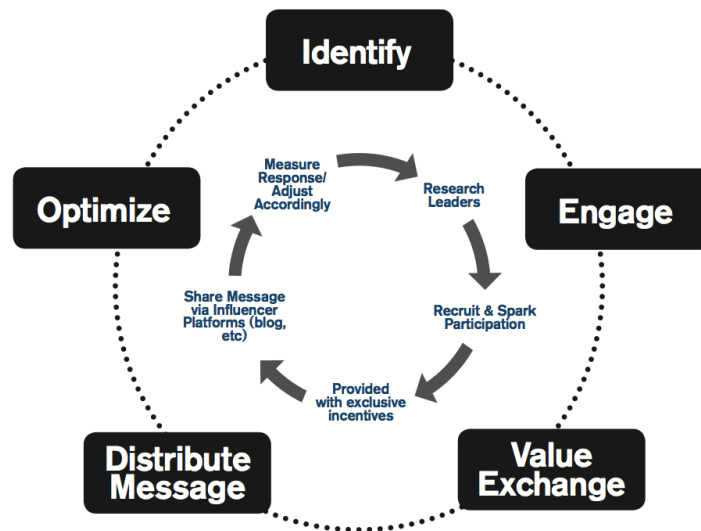 Identify
Optimize
Engage
Measure
Response/
Adjust
Accordingly
Research
Leaders
Share Message
via Influencer
Platforms (blog,
etc)
Recruit & Spark
Participation
Provided
with exclusive
incentives
Distribute
Message
Value
Exchange